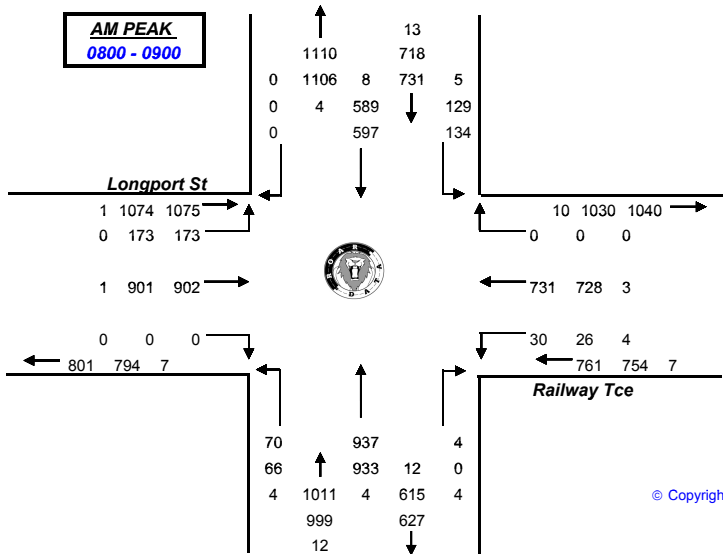 AM PEAK
0800 - 0900
13
1110 718
0 1106 8 731 5
0 4 589 129
0 597 134
Longport St
1 1074 1075 10 1030 1040
0 173 173 0 0 0
ROAR DATA
1 901 902 731 728 3
0 0 0 30 26 4
801 794 7 761 754 7
Railway Tce
70 937 4
66 933 12 0
4 1011 4 615 4
© Copyrigh
999 627
12